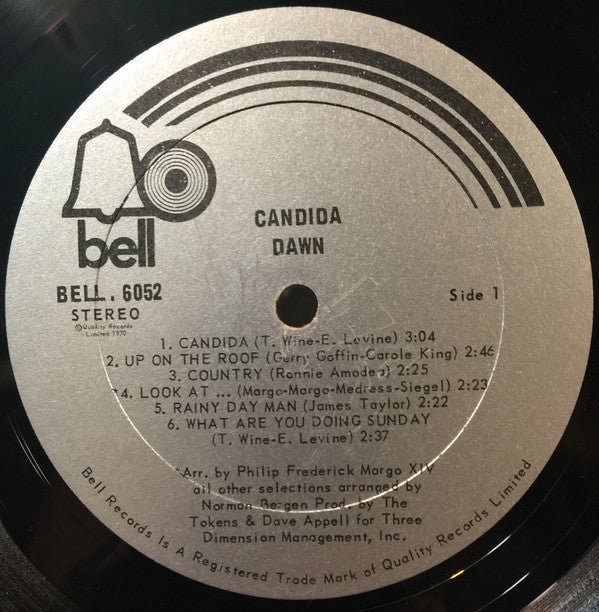 bell
CANDIDA
DAWN
BELL. 6052
STEREO
©Quality Records
Limited 1970
Side 1
1. CANDIDA (T. Wine-E. Levine) 3:04
2. UP ON THE ROOF (Gerry Goffin-Carole King) 2:46
3. COUNTRY (Ronnie Amodea) 2:25
*4. LOOK AT ... (Margo-Margo-Medress-Siegel) 2:23
5. RAINY DAY MAN (James Taylor) 2:22
6. WHAT ARE YOU DOING SUNDAY
(T. Wine-E. Levine) 2:37
*Arr. by Philip Frederick Margo XIV
all other selections arranged by
Norman Bergen Prod. by The
Tokens & Dave Appell for Three
Dimension Management, Inc.
Bell Records Is A Registered Trade Mark of Quality Records Limited